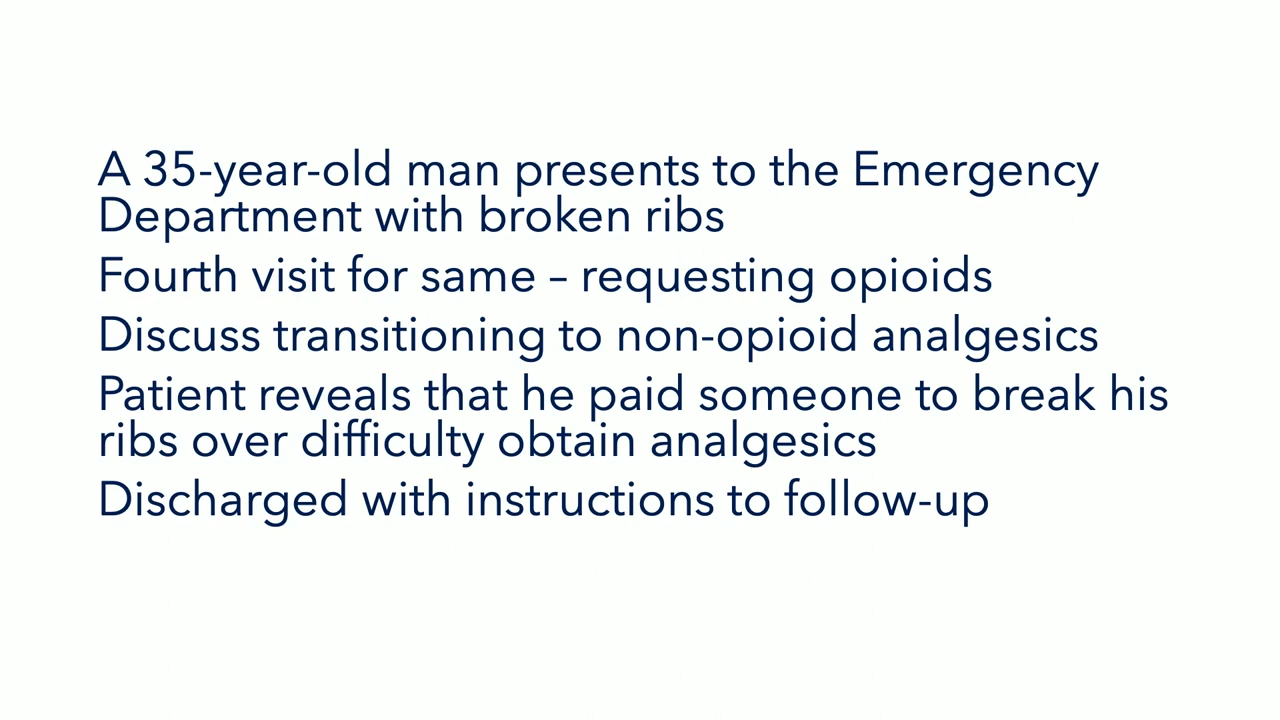 A 35-year-old man presents to the Emergency
Department with broken ribs
Fourth visit for same – requesting opioids
Discuss transitioning to non-opioid analgesics
Patient reveals that he paid someone to break his
ribs over difficulty obtain analgesics
Discharged with instructions to follow-up